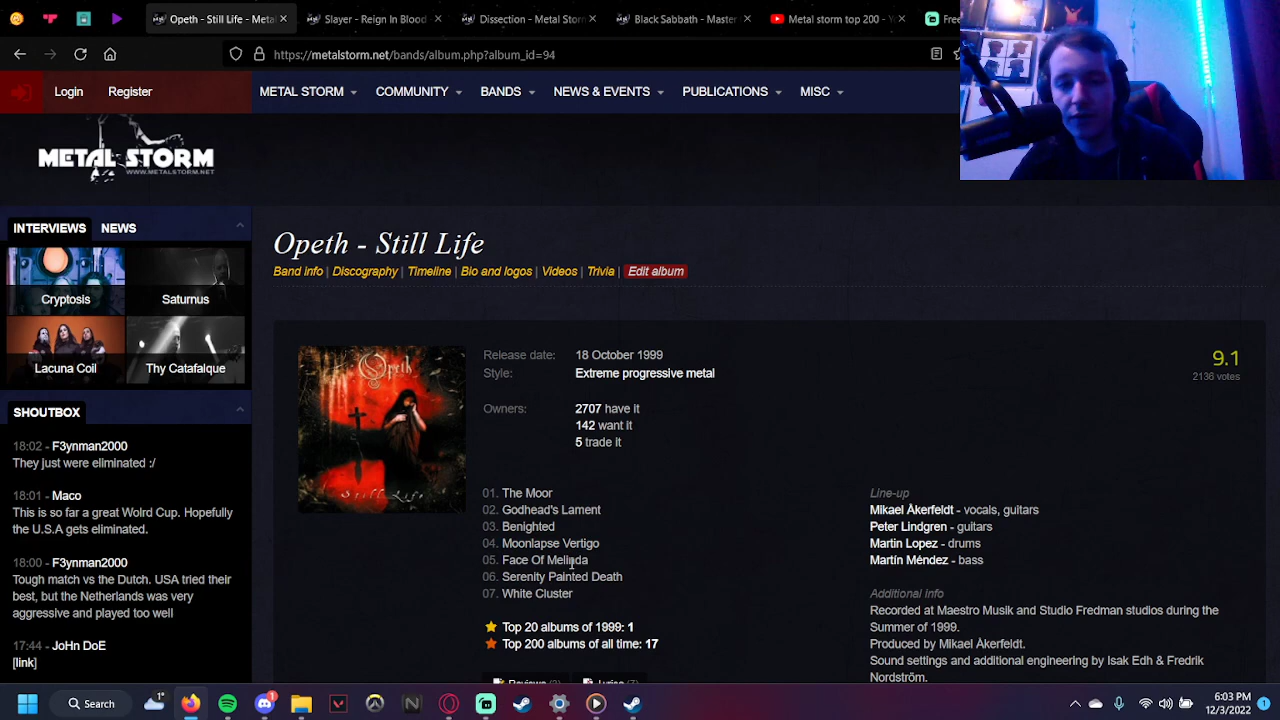 Opeth - Still Life - Metal
Slayer - Reign In Blood
Dissection - Metal Storm
Black Sabbath - Master
Metal storm top 200 - Y
Free
https://metalstorm.net/bands/album.php?album_id=94
Login
Register
METAL STORM
COMMUNITY
BANDS
NEWS & EVENTS
PUBLICATIONS
MISC
METAL STORM
WWW.METALSTORM.NET
INTERVIEWS
NEWS
Cryptosis
Saturnus
Lacuna Coil
Thy Catafalque
SHOUTBOX
18:02 - F3ynman2000
They just were eliminated :/
18:01 - Maco
This is so far a great Wolrd Cup. Hopefully
the U.S.A gets eliminated.
18:00 - F3ynman2000
Tough match vs the Dutch. USA tried their
best, but the Netherlands was very
aggressive and played too well
17:44 - JoHn DoE
[link]
Opeth - Still Life
Band info | Discography | Timeline | Bio and logos | Videos | Trivia | Edit album
Opeth
Still Life
Release date: 18 October 1999
Style: Extreme progressive metal
Owners: 2707 have it
142 want it
5 trade it
9.1
2136 votes
01. The Moor
02. Godhead's Lament
03. Benighted
04. Moonlapse Vertigo
05. Face Of Melinda
06. Serenity Painted Death
07. White Cluster
Top 20 albums of 1999: 1
Top 200 albums of all time: 17
Line-up
Mikael Åkerfeldt - vocals, guitars
Peter Lindgren - guitars
Martin Lopez - drums
Martín Méndez - bass
Additional info
Recorded at Maestro Musik and Studio Fredman studios during the
Summer of 1999.
Produced by Mikael Åkerfeldt.
Sound settings and additional engineering by Isak Edh & Fredrik
Nordström.
Search
1
6:03 PM
12/3/2022